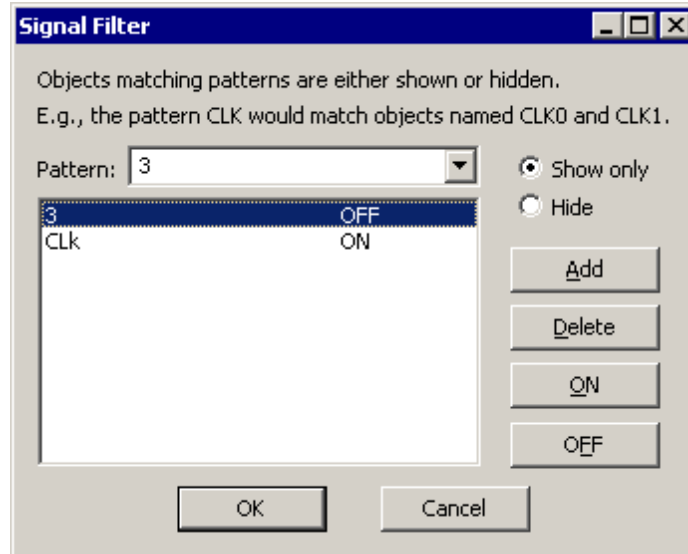 Signal Filter
Objects matching patterns are either shown or hidden.
E.g., the pattern CLK would match objects named CLK0 and CLK1.
Pattern: 3
Show only
Hide
3 OFF
CLk ON
Add
Delete
ON
OFF
OK Cancel